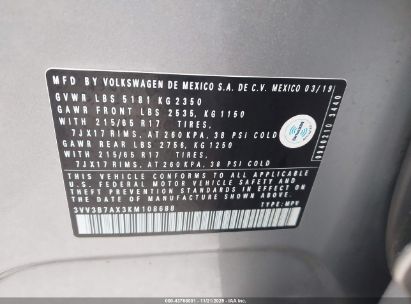 MFD BY VOLKSWAGEN DE MEXICO S.A. DE C.V. MEXICO 03/19
GVWR LBS 5181 KG 2350
GAWR FRONT LBS 2535, KG 1150
WITH 215/65 R17 TIRES,
7JX17 RIMS, AT 260 KPA, 38 PSI COLD
GAWR REAR LBS 2756, KG 1250
WITH 215/65 R17 TIRES,
7JX17 RIMS, AT 260 KPA, 38 PSI COLD
THIS VEHICLE CONFORMS TO ALL APPLICABLE
U.S. FEDERAL MOTOR VEHICLE SAFETY AND
THEFT PREVENTION STANDARDS IN EFFECT ON THE
DATE OF MANUFACTURE SHOWN ABOVE.
3VV3B7AX3KM108688
TYPE: MPV